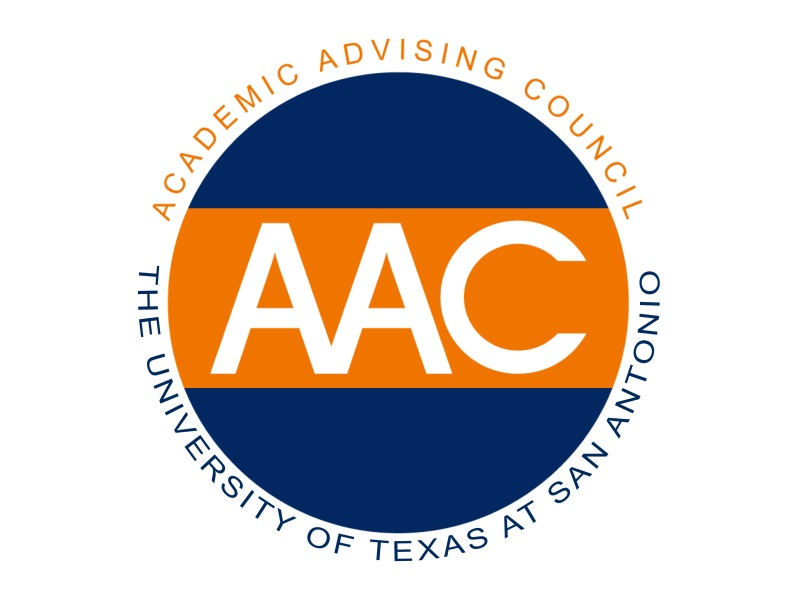 ACADEMIC ADVISING COUNCIL
AAC
THE UNIVERSITY OF TEXAS AT SAN ANTONIO